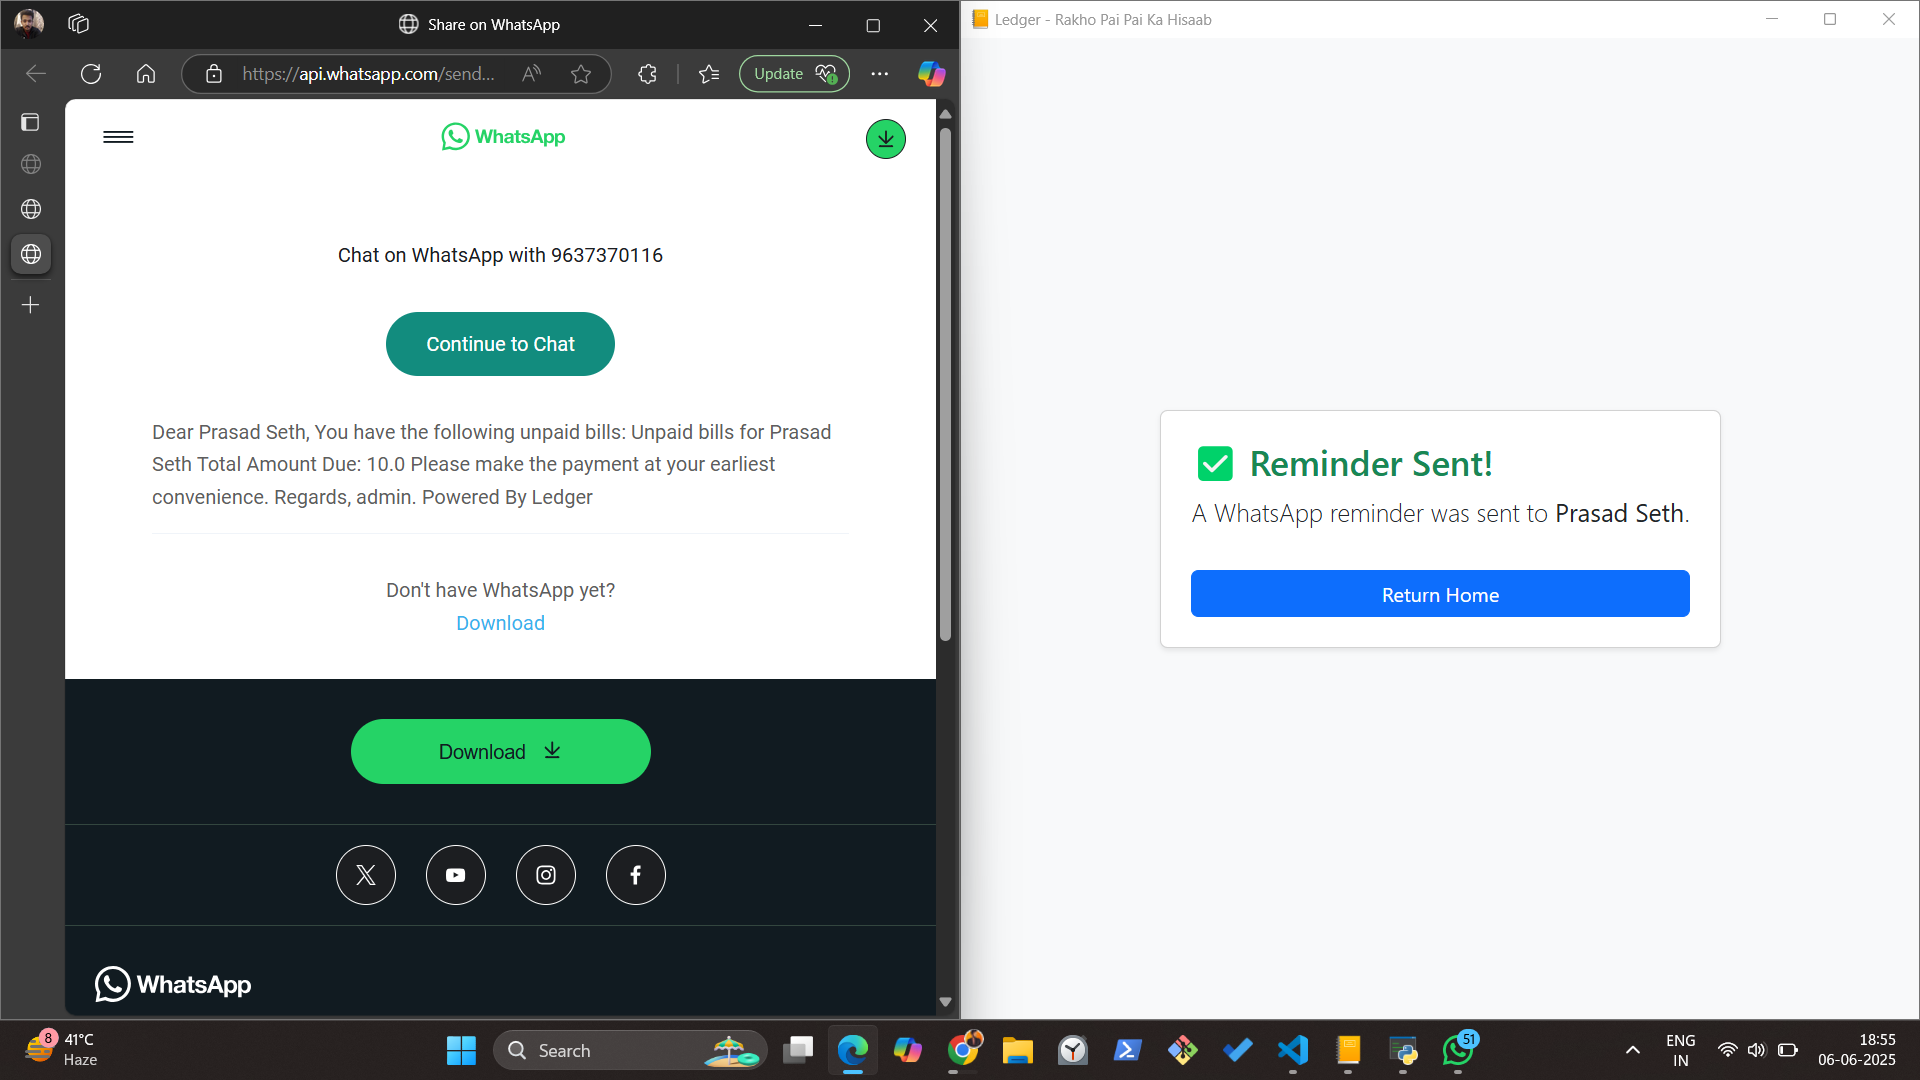 Share on WhatsApp
https://api.whatsapp.com/send...
Update
WhatsApp
Chat on WhatsApp with 9637370116
Continue to Chat
Dear Prasad Seth, You have the following unpaid bills: Unpaid bills for Prasad
Seth Total Amount Due: 10.0 Please make the payment at your earliest
convenience. Regards, admin. Powered By Ledger
Don't have WhatsApp yet?
Download
Download
WhatsApp
Ledger - Rakho Pai Pai Ka Hisaab
Reminder Sent!
A WhatsApp reminder was sent to Prasad Seth.
Return Home
8
41°C
Haze
Search
51
ENG
IN
18:55
06-06-2025